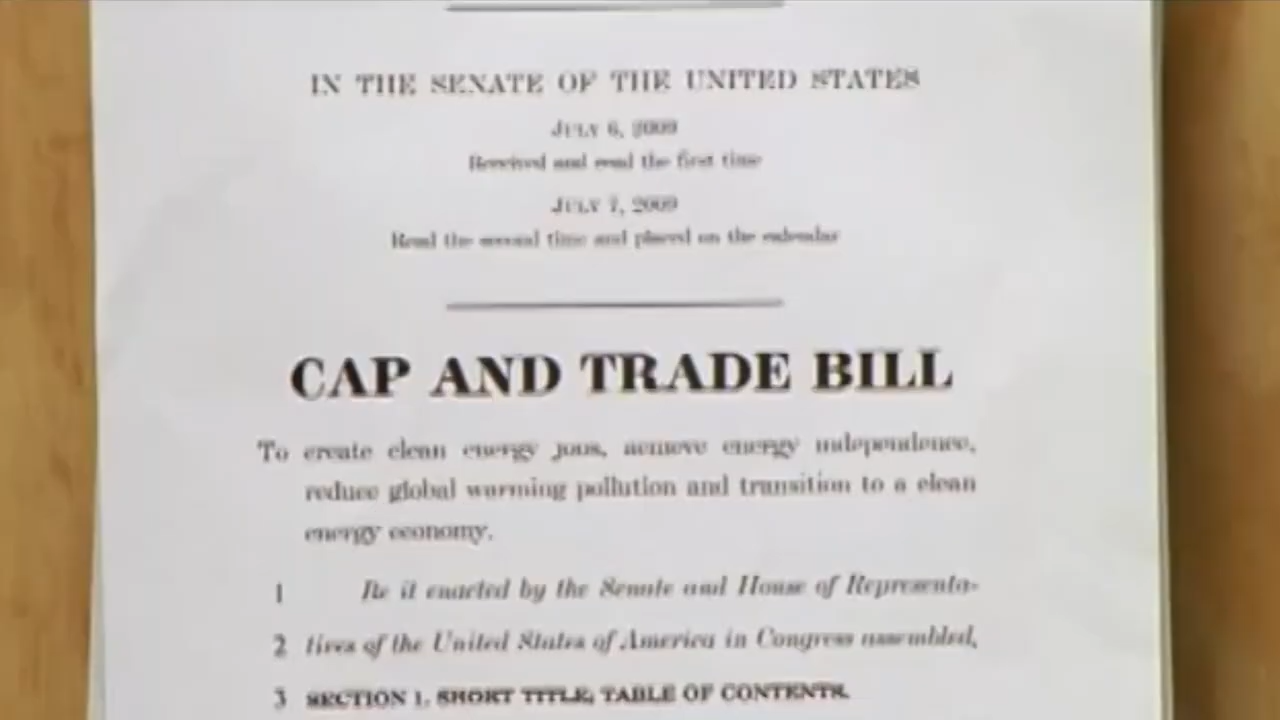 IN THE SENATE OF THE UNITED STATES
JULY 6, 2009
Received and read the first time
JULY 7, 2009
Read the second time and placed on the calendar
CAP AND TRADE BILL
To create clean energy jobs, achieve energy independence,
reduce global warming pollution and transition to a clean
energy economy.
1 Be it enacted by the Senate and House of Representa-
2 tives of the United States of America in Congress assembled,
3 SECTION 1. SHORT TITLE; TABLE OF CONTENTS.